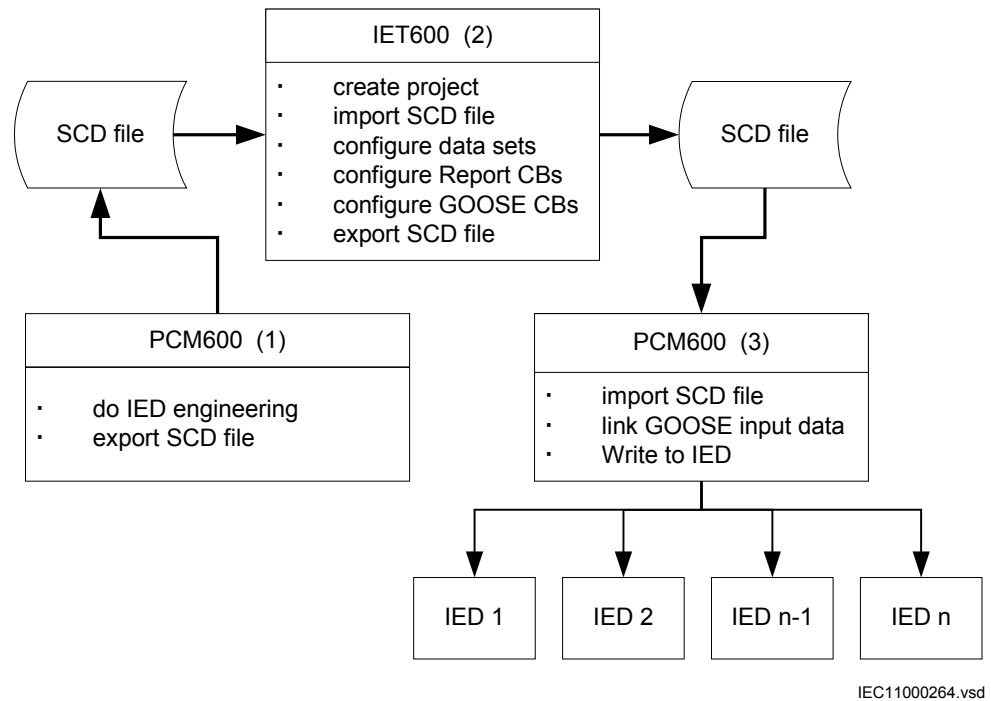 IET600 (2)
· create project
· import SCD file
· configure data sets
· configure Report CBs
· configure GOOSE CBs
· export SCD file
SCD file
SCD file
PCM600 (1)
· do IED engineering
· export SCD file
PCM600 (3)
· import SCD file
· link GOOSE input data
· Write to IED
IED 1
IED 2
IED n-1
IED n
IEC11000264.vsd